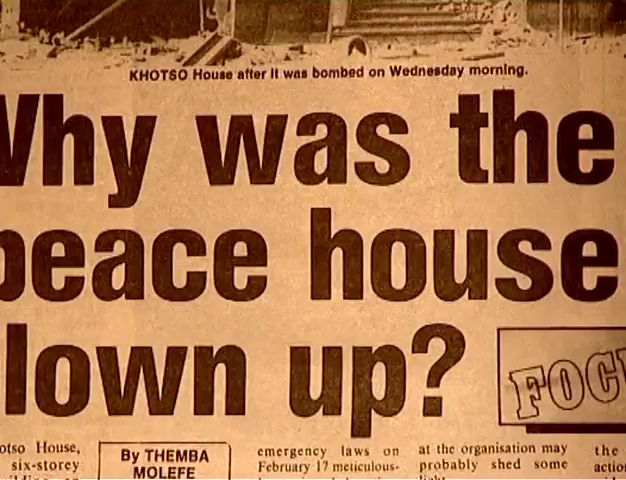 KHOTSO House after it was bombed on Wednesday morning.
Why was the
peace house
lown up?
FOCU
otso House,
six-storey
By THEMBA
MOLEFE
emergency laws on
February 17 meticulous-
at the organisation may
probably shed some
the
action